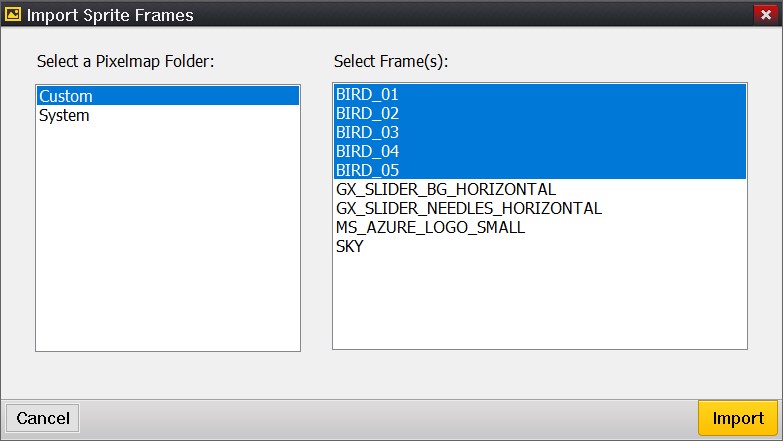 Import Sprite Frames
Select a Pixelmap Folder:
Custom
System
Select Frame(s):
BIRD_01
BIRD_02
BIRD_03
BIRD_04
BIRD_05
GX_SLIDER_BG_HORIZONTAL
GX_SLIDER_NEEDLES_HORIZONTAL
MS_AZURE_LOGO_SMALL
SKY
Cancel
Import